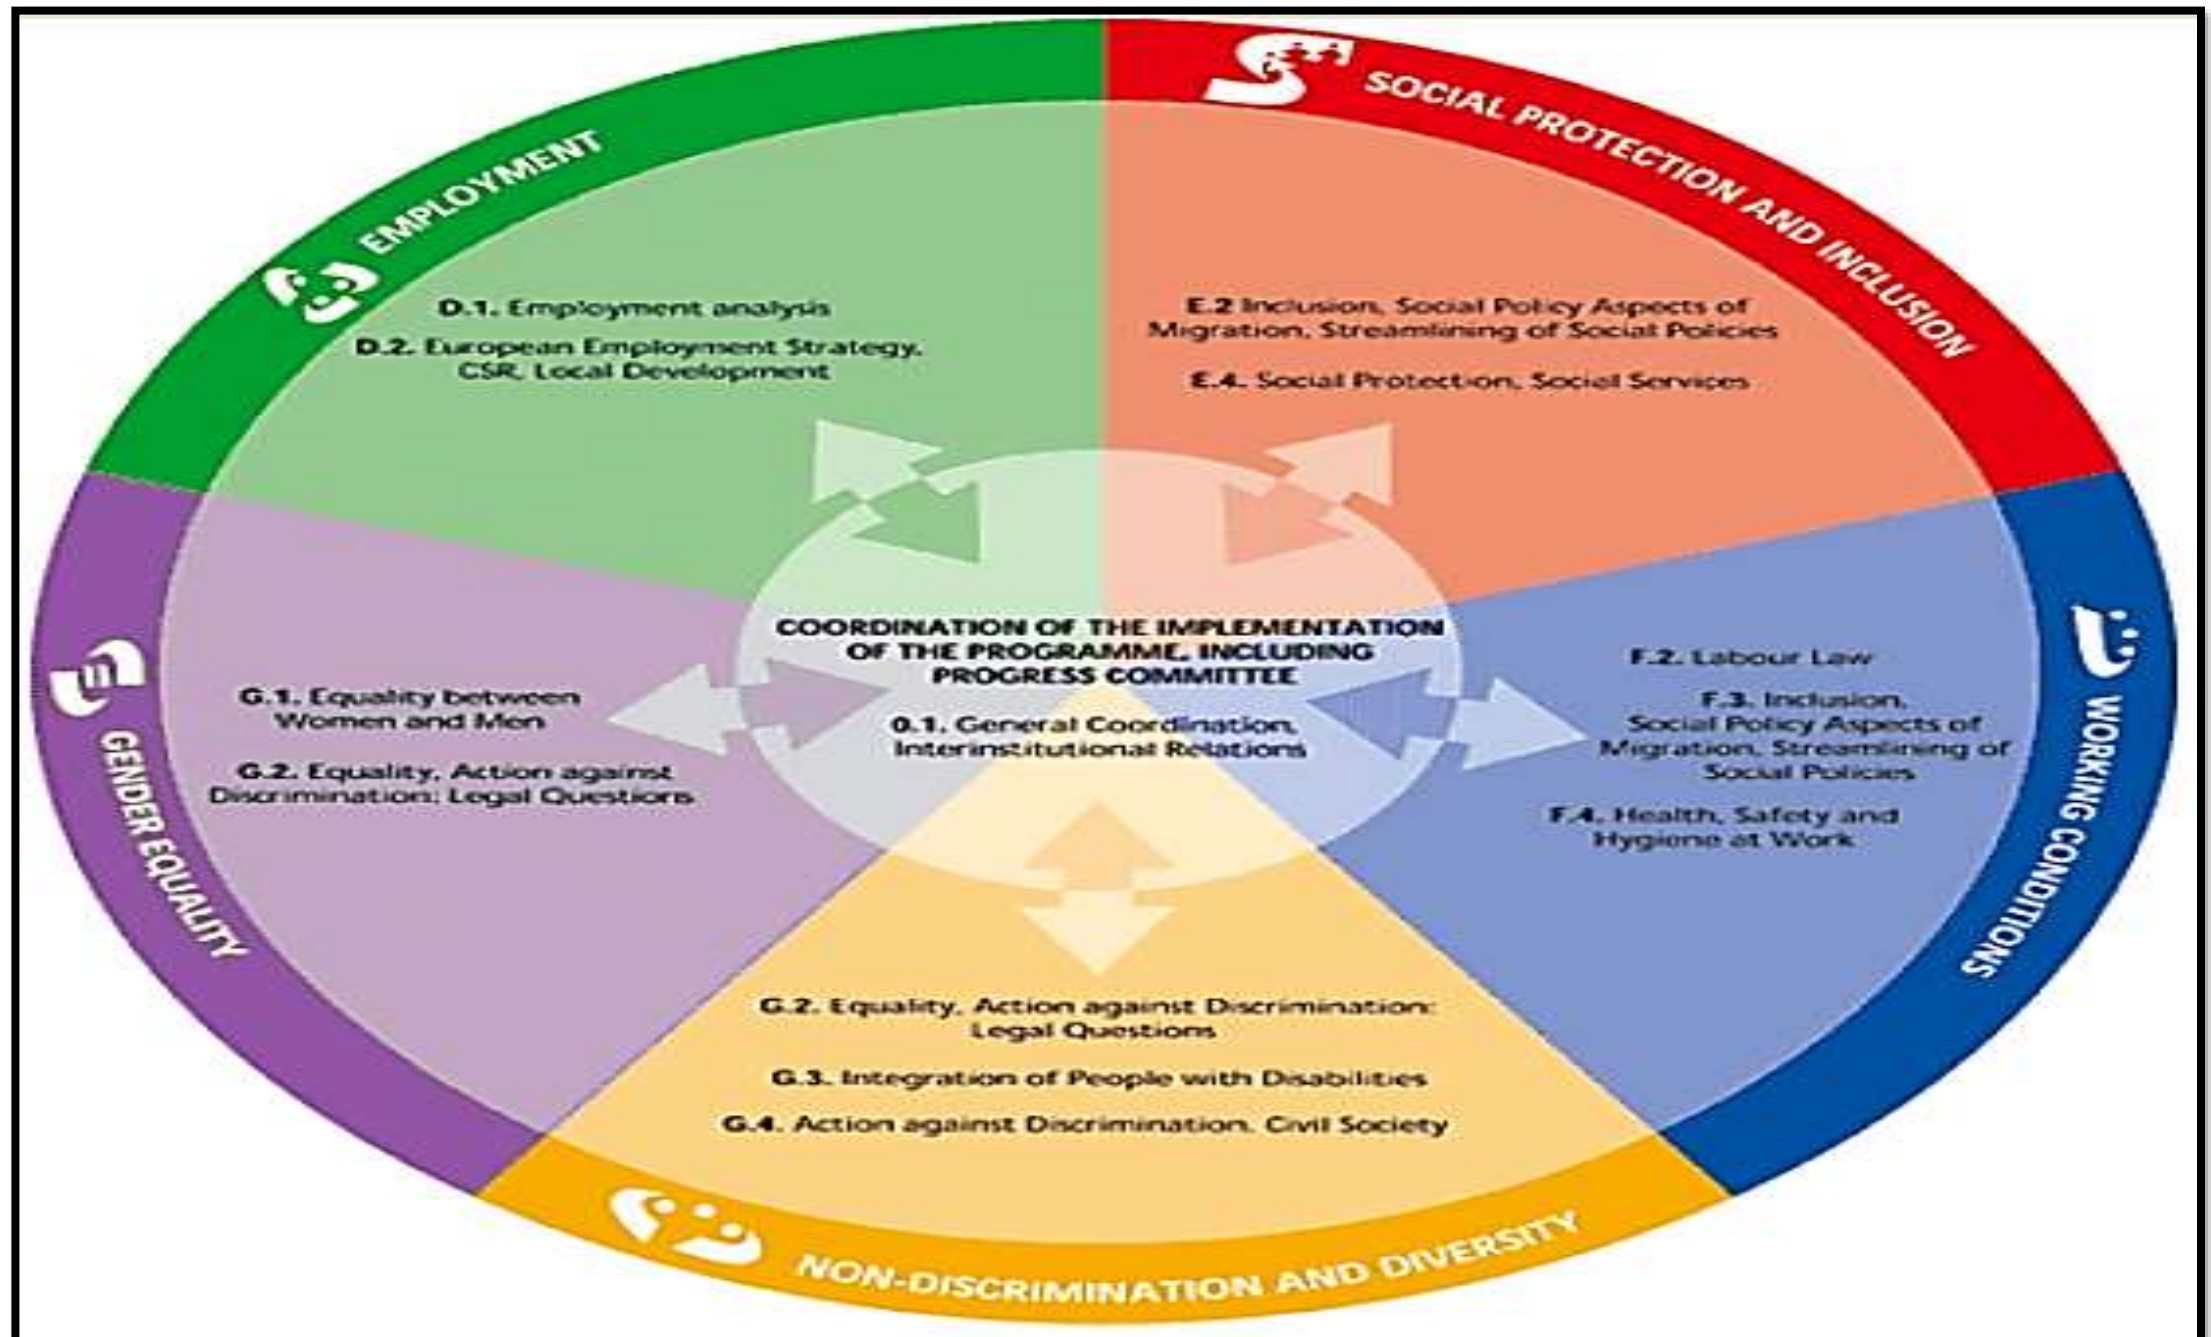 EMPLOYMENT
D.1. Employment analysis
D.2. European Employment Strategy,
CSR, Local Development
SOCIAL PROTECTION AND INCLUSION
E.2 Inclusion, Social Policy Aspects of
Migration, Streamlining of Social Policies
E.4. Social Protection, Social Services
WORKING CONDITIONS
F.2. Labour Law
F.3. Inclusion,
Social Policy Aspects of
Migration, Streamlining of
Social Policies
F.4. Health, Safety and
Hygiene at Work
COORDINATION OF THE IMPLEMENTATION
OF THE PROGRAMME, INCLUDING
PROGRESS COMMITTEE
0.1. General Coordination,
Interinstitutional Relations
GENDER EQUALITY
G.1. Equality between
Women and Men
G.2. Equality, Action against
Discrimination: Legal Questions
G.2. Equality, Action against Discrimination:
Legal Questions
G.3. Integration of People with Disabilities
G.4. Action against Discrimination, Civil Society
NON-DISCRIMINATION AND DIVERSITY